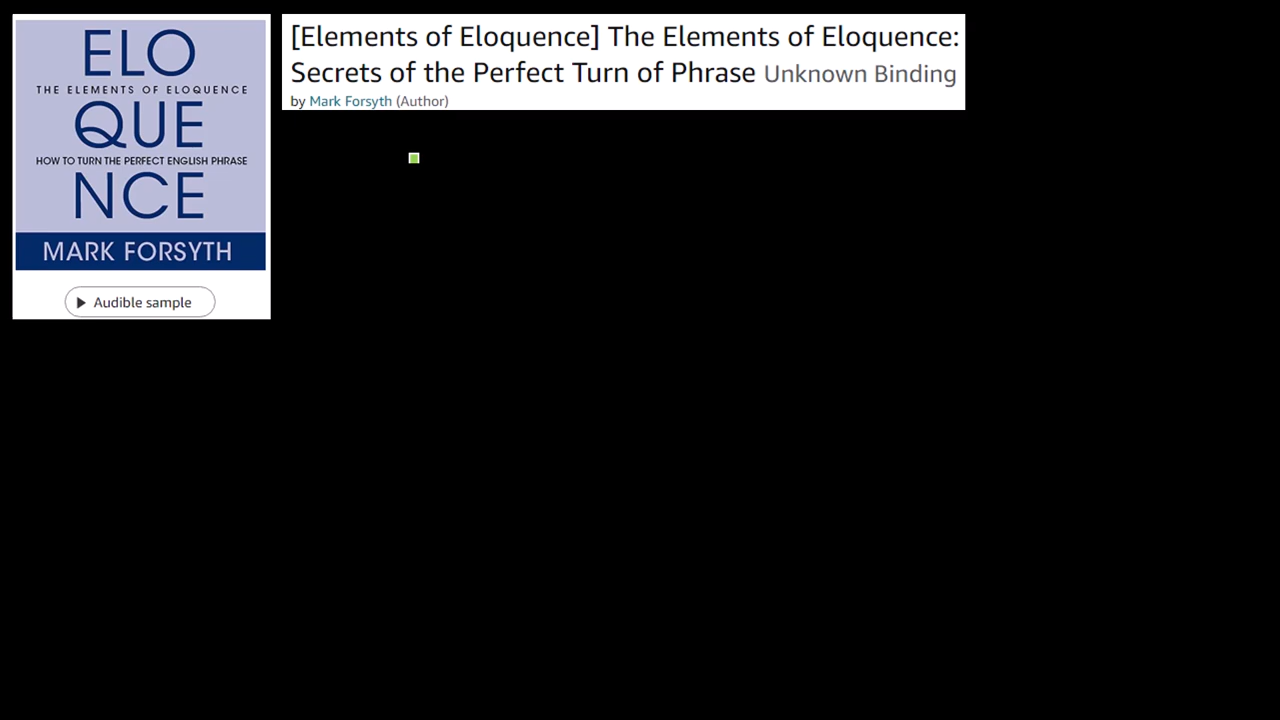 ELO
THE ELEMENTS OF ELOQUENCE
QUE
HOW TO TURN THE PERFECT ENGLISH PHRASE
NCE
MARK FORSYTH
Audible sample
[Elements of Eloquence] The Elements of Eloquence:
Secrets of the Perfect Turn of Phrase Unknown Binding
by Mark Forsyth (Author)